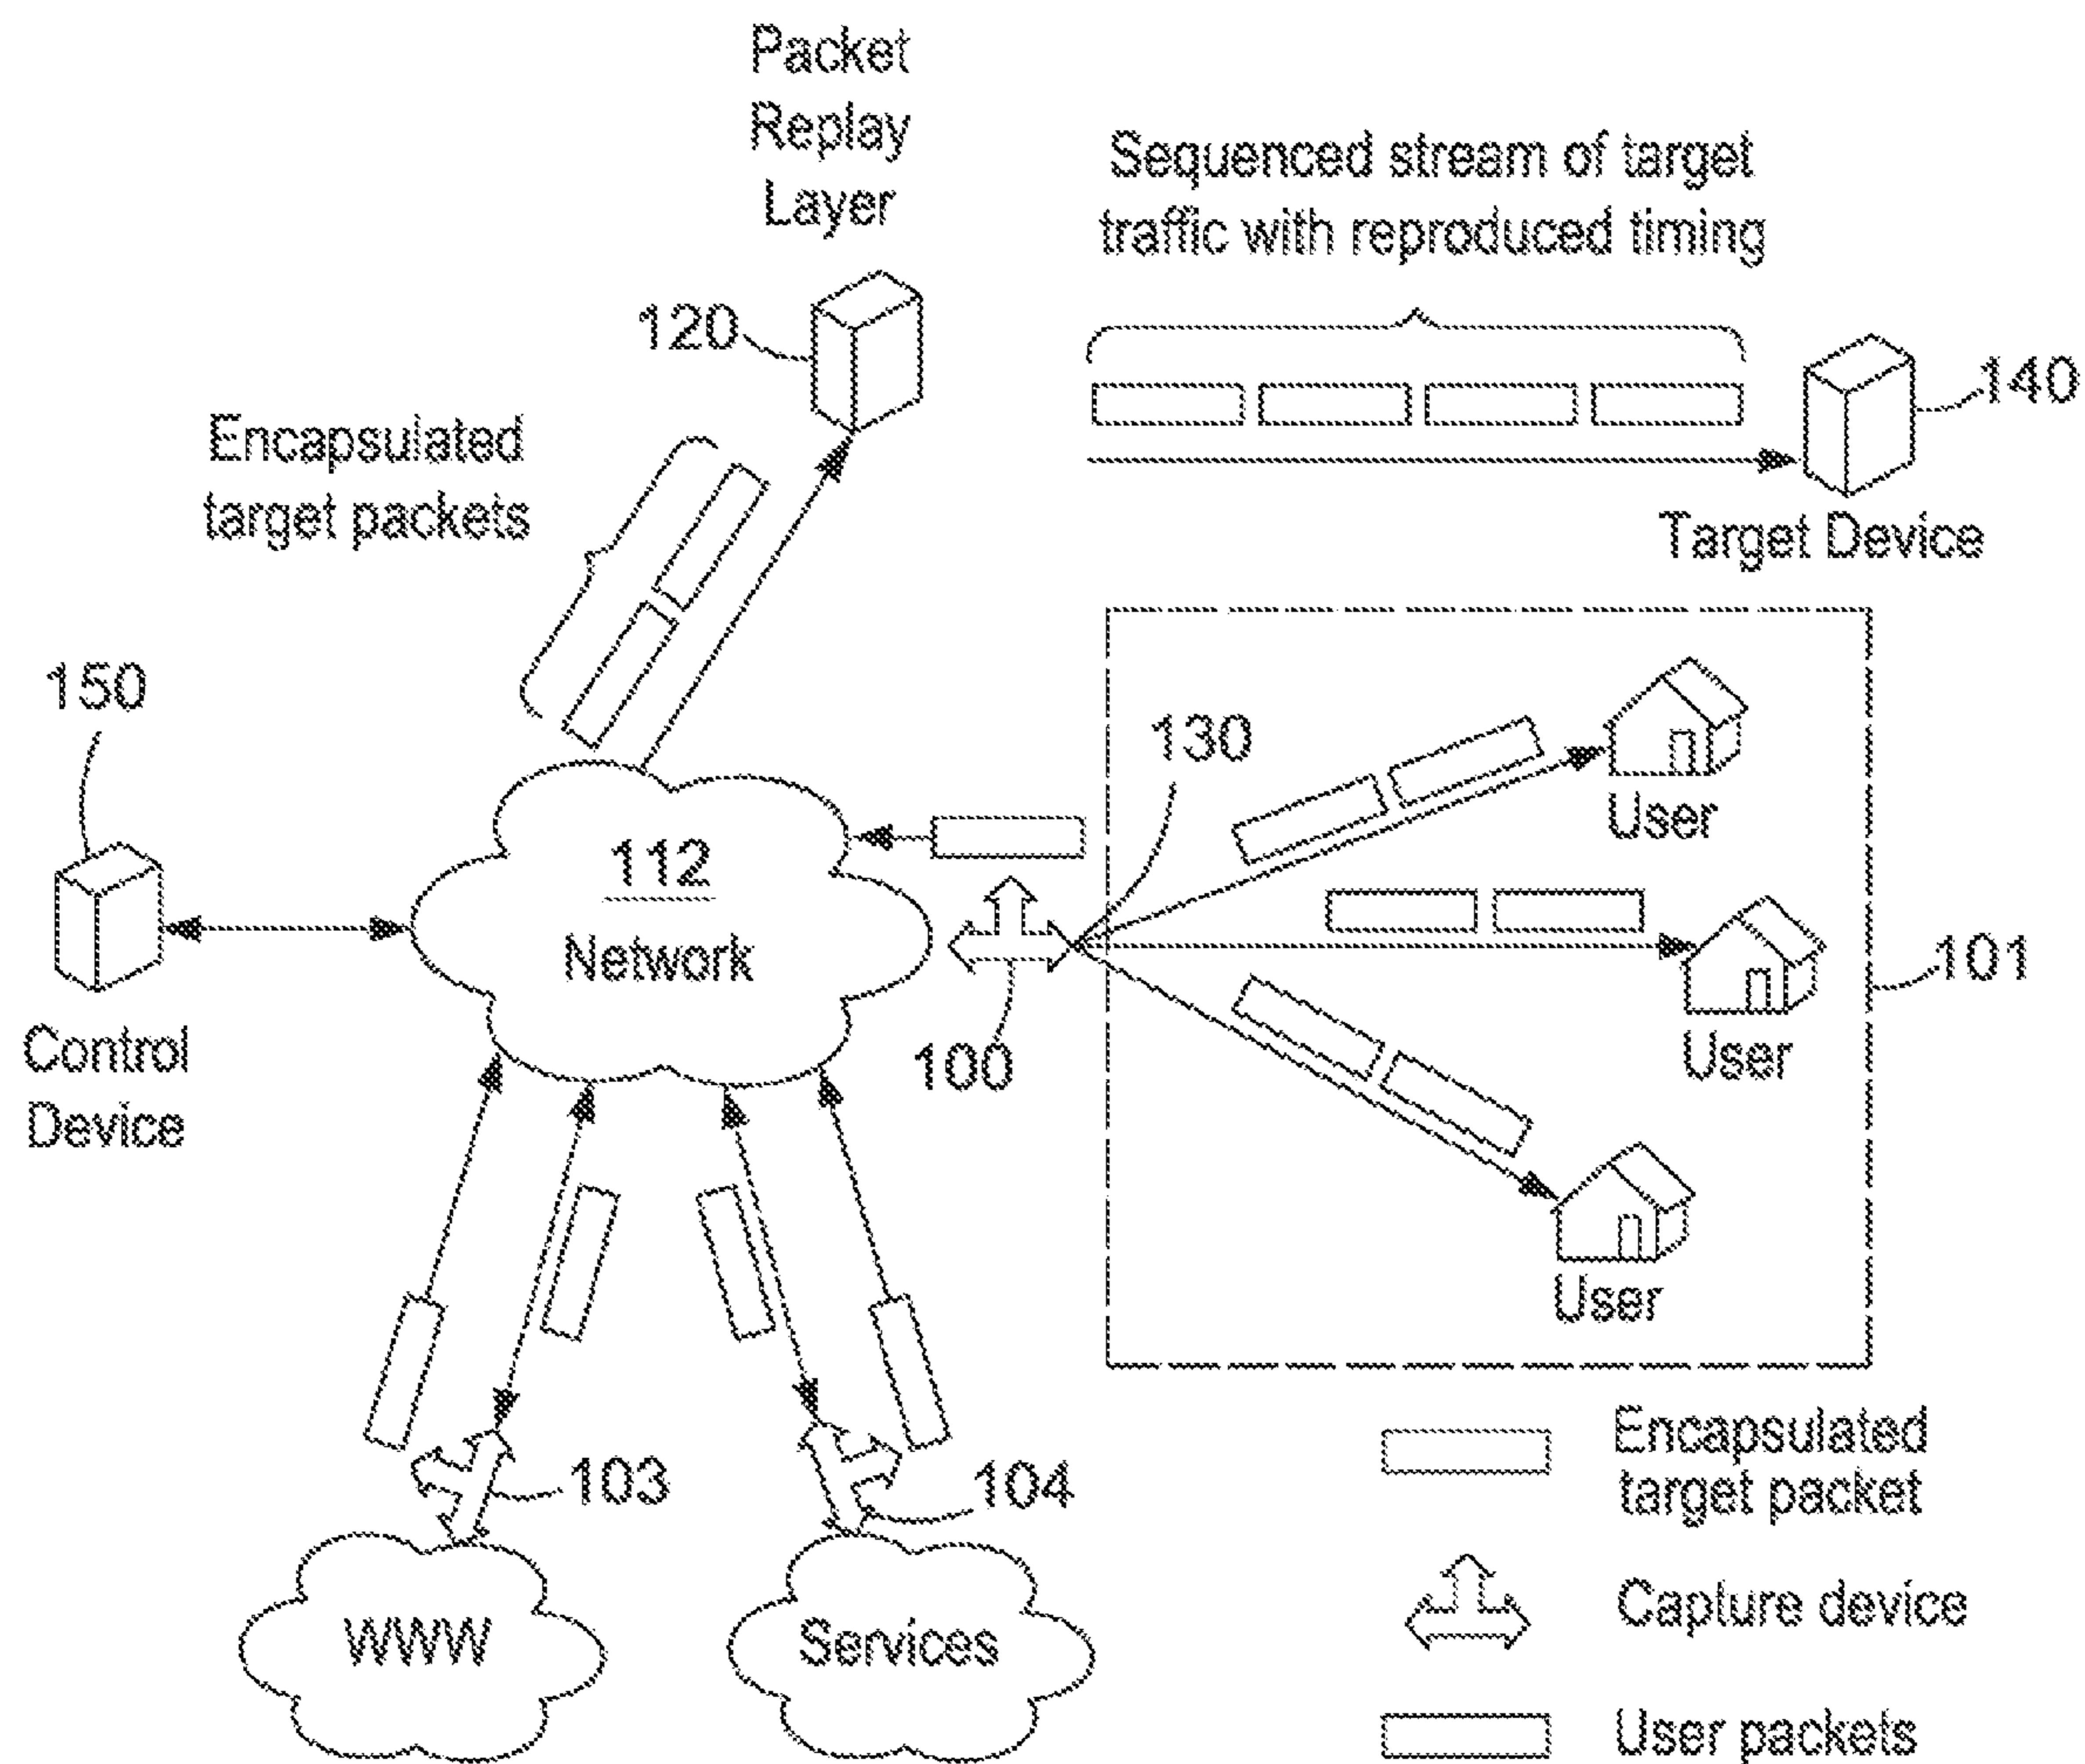 Packet
Replay
Layer
Sequenced stream of target
traffic with reproduced timing
120
140
Encapsulated
target packets
Target Device
150
130
User
112
Network
101
User
100
Control
Device
User
103
104
Encapsulated
target packet
WWW
Services
Capture device
User packets